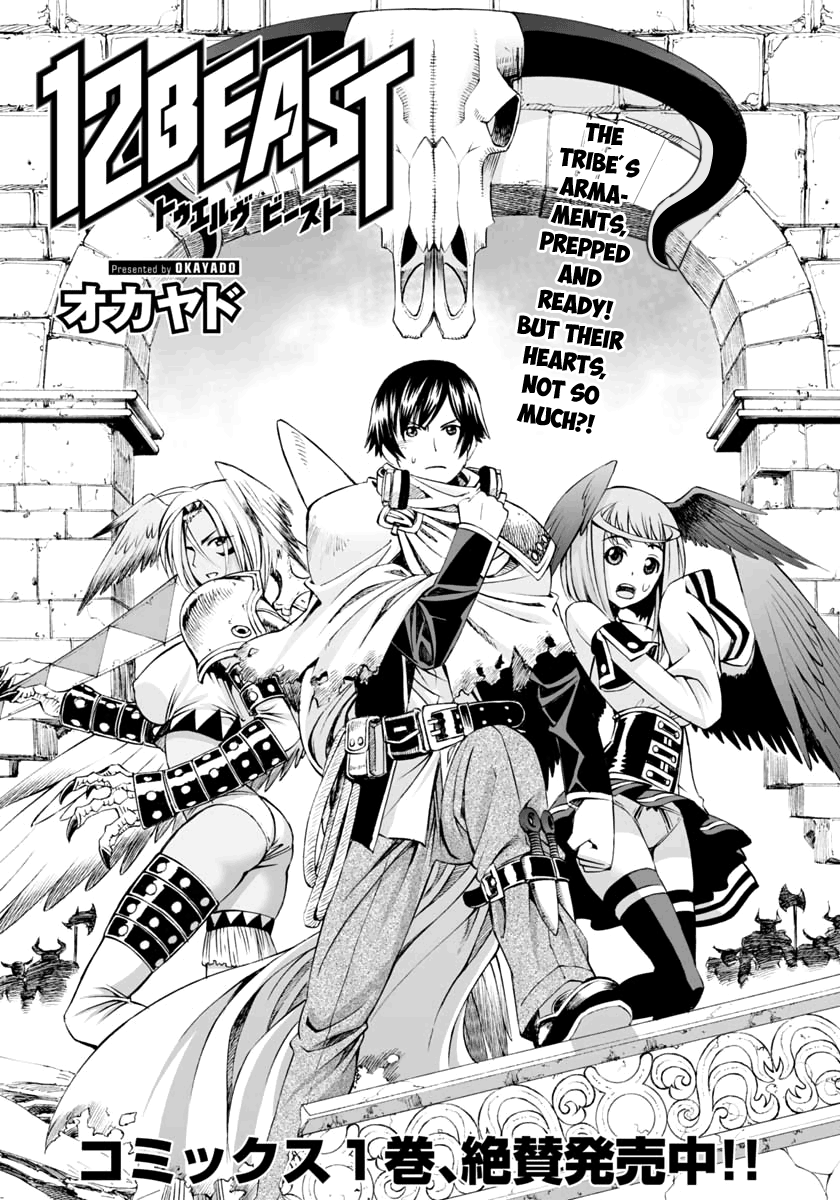 12BEAST
トゥエルヴ ビースト
Presented by OKAYADO
オカヤド
THE
TRIBE'S
ARMA-
MENTS,
PREPPED
AND
READY!
BUT THEIR
HEARTS,
NOT SO
MUCH?!
コミックス1巻、絶賛発売中!!